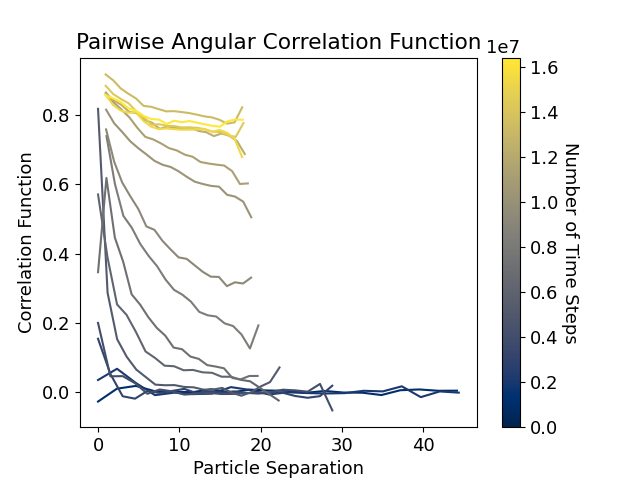 Pairwise Angular Correlation Function
1e7
Correlation Function
0.8
0.6
0.4
0.2
0.0
0 10 20 30 40
Particle Separation
1.6
1.4
1.2
1.0
0.8
0.6
0.4
0.2
0.0
Number of Time Steps